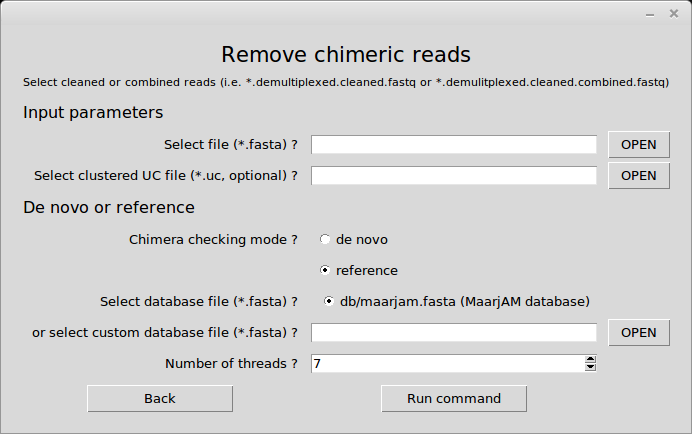 Remove chimeric reads
Select cleaned or combined reads (i.e. *.demultiplexed.cleaned.fastq or *.demulitplexed.cleaned.combined.fastq)
Input parameters
Select file (*.fasta) ? OPEN
Select clustered UC file (*.uc, optional) ? OPEN
De novo or reference
Chimera checking mode ? de novo
reference
Select database file (*.fasta) ? db/maarjam.fasta (MaarjAM database)
or select custom database file (*.fasta) ? OPEN
Number of threads ? 7
Back Run command